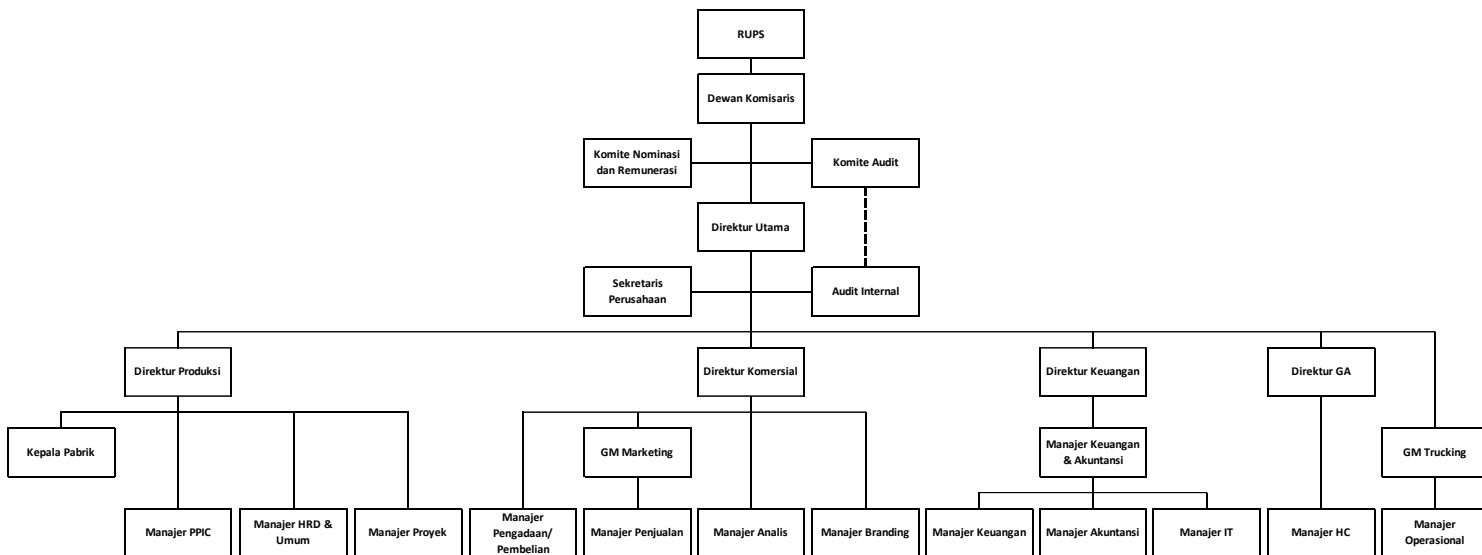 RUPS
Dewan Komisaris
Komite Nominasi
dan Remunerasi
Komite Audit
Direktur Utama
Sekretaris
Perusahaan
Audit Internal
Direktur Produksi
Direktur Komersial
Direktur Keuangan
Direktur GA
Kepala Pabrik
GM Marketing
Manajer Keuangan
& Akuntansi
GM Trucking
Manajer PPIC
Manajer HRD &
Umum
Manajer Proyek
Manajer
Pengadaan/
Pembelian
Manajer Penjualan
Manajer Analis
Manajer Branding
Manajer Keuangan
Manajer Akuntansi
Manajer IT
Manajer HC
Manajer
Operasional